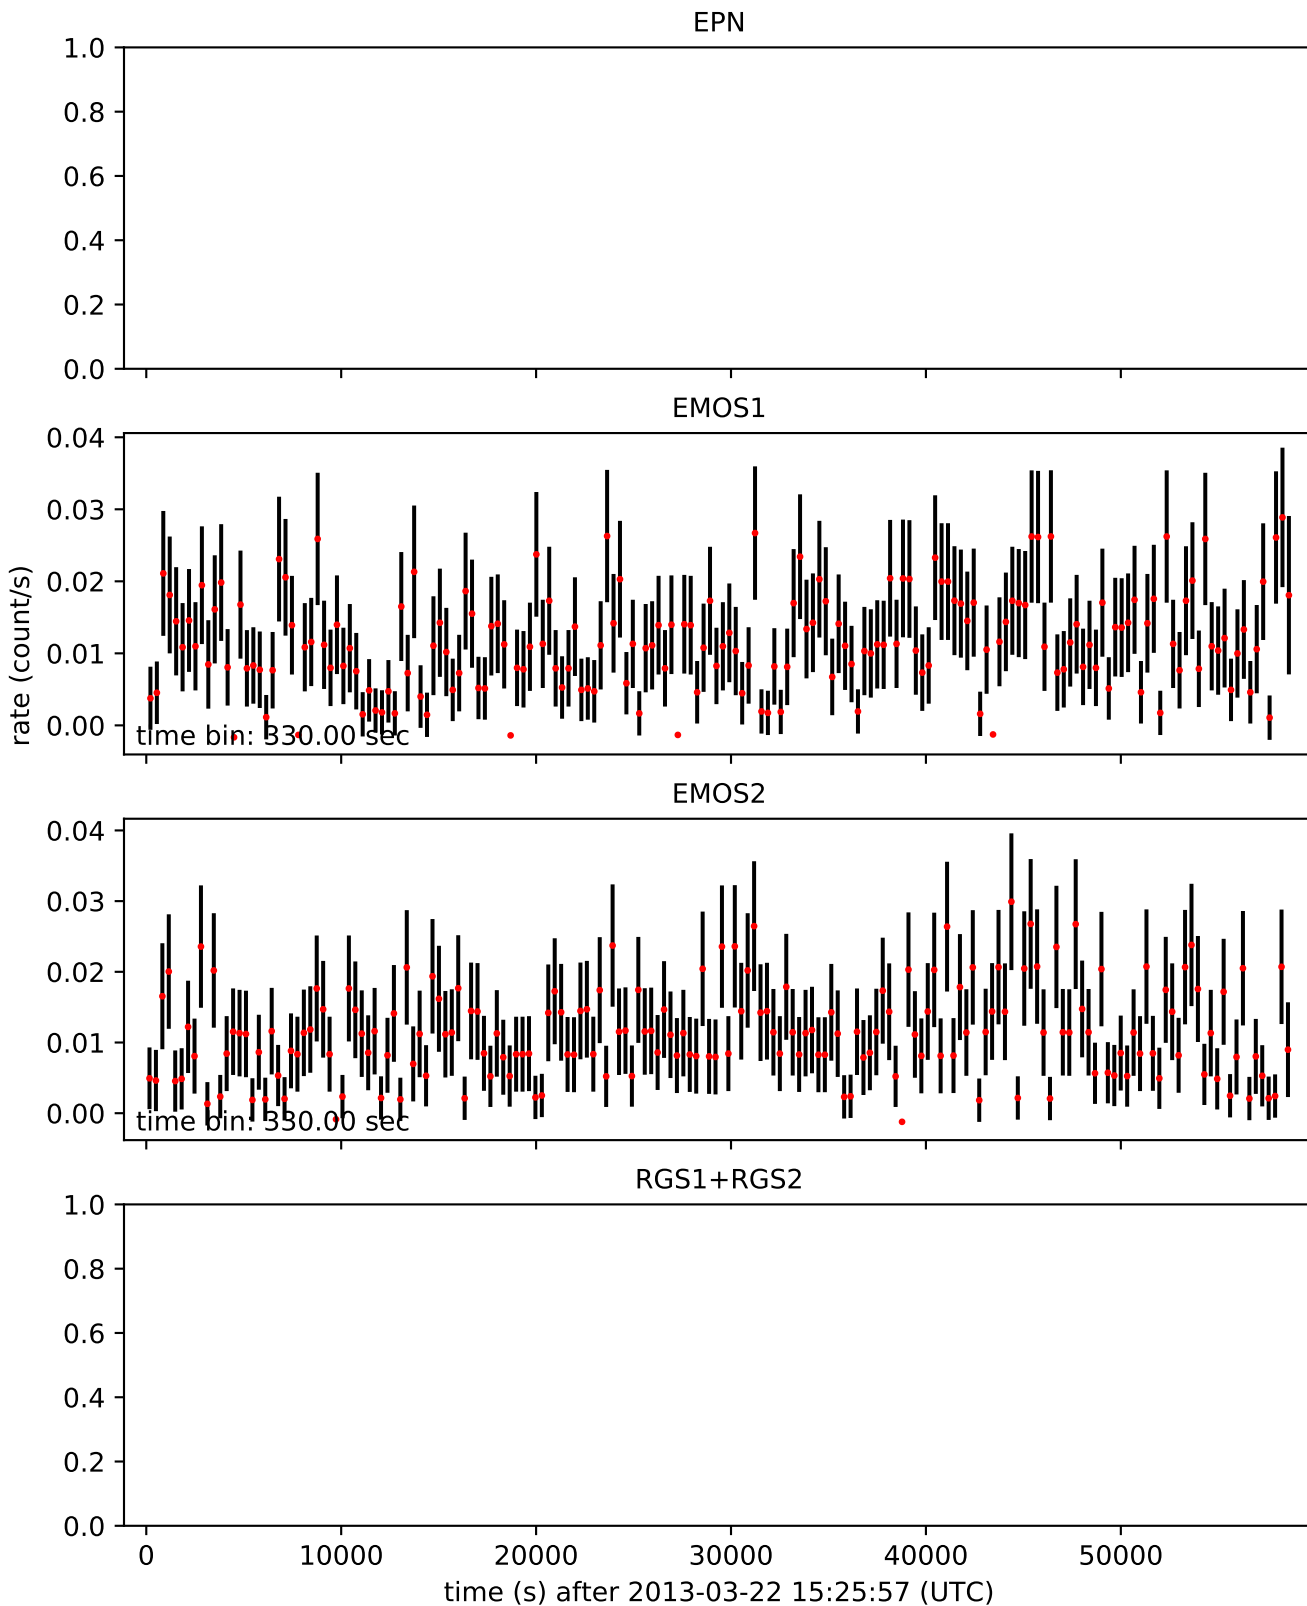 EPN
1.0
0.8
0.6
0.4
0.2
0.0
EMOS1
0.04
0.03
0.02
0.01
0.00
rate (count/s)
time bin: 330.00 sec
EMOS2
0.04
0.03
0.02
0.01
0.00
time bin: 330.00 sec
RGS1+RGS2
1.0
0.8
0.6
0.4
0.2
0.0
0 10000 20000 30000 40000 50000
time (s) after 2013-03-22 15:25:57 (UTC)